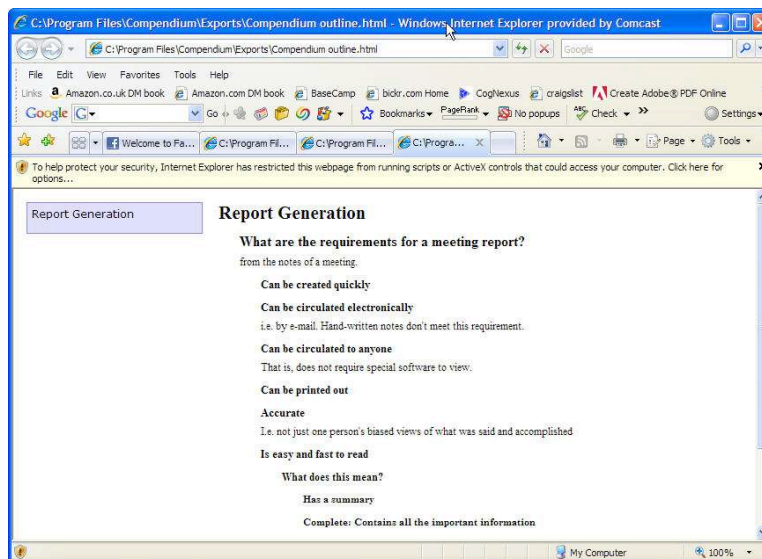 C:\Program Files\Compendium\Exports\Compendium outline.html - Windows Internet Explorer provided by Comcast
C:\Program Files\Compendium\Exports\Compendium outline.html
Google
File Edit View Favorites Tools Help
Links Amazon.co.uk DM book Amazon.com DM book BaseCamp bickr.com Home CogNexus craigslist Create Adobe® PDF Online
Google G Go Bookmarks PageRank No popups ABC Check >> Settings
Welcome to Fa... C:\Program Fil... C:\Program Fil... C:\Progra... X Page Tools
To help protect your security, Internet Explorer has restricted this webpage from running scripts or ActiveX controls that could access your computer. Click here for
options...
Report Generation
Report Generation
What are the requirements for a meeting report?
from the notes of a meeting.
Can be created quickly
Can be circulated electronically
i.e. by e-mail. Hand-written notes don't meet this requirement.
Can be circulated to anyone
That is, does not require special software to view.
Can be printed out
Accurate
I.e. not just one person's biased views of what was said and accomplished
Is easy and fast to read
What does this mean?
Has a summary
Complete: Contains all the important information
My Computer 100%